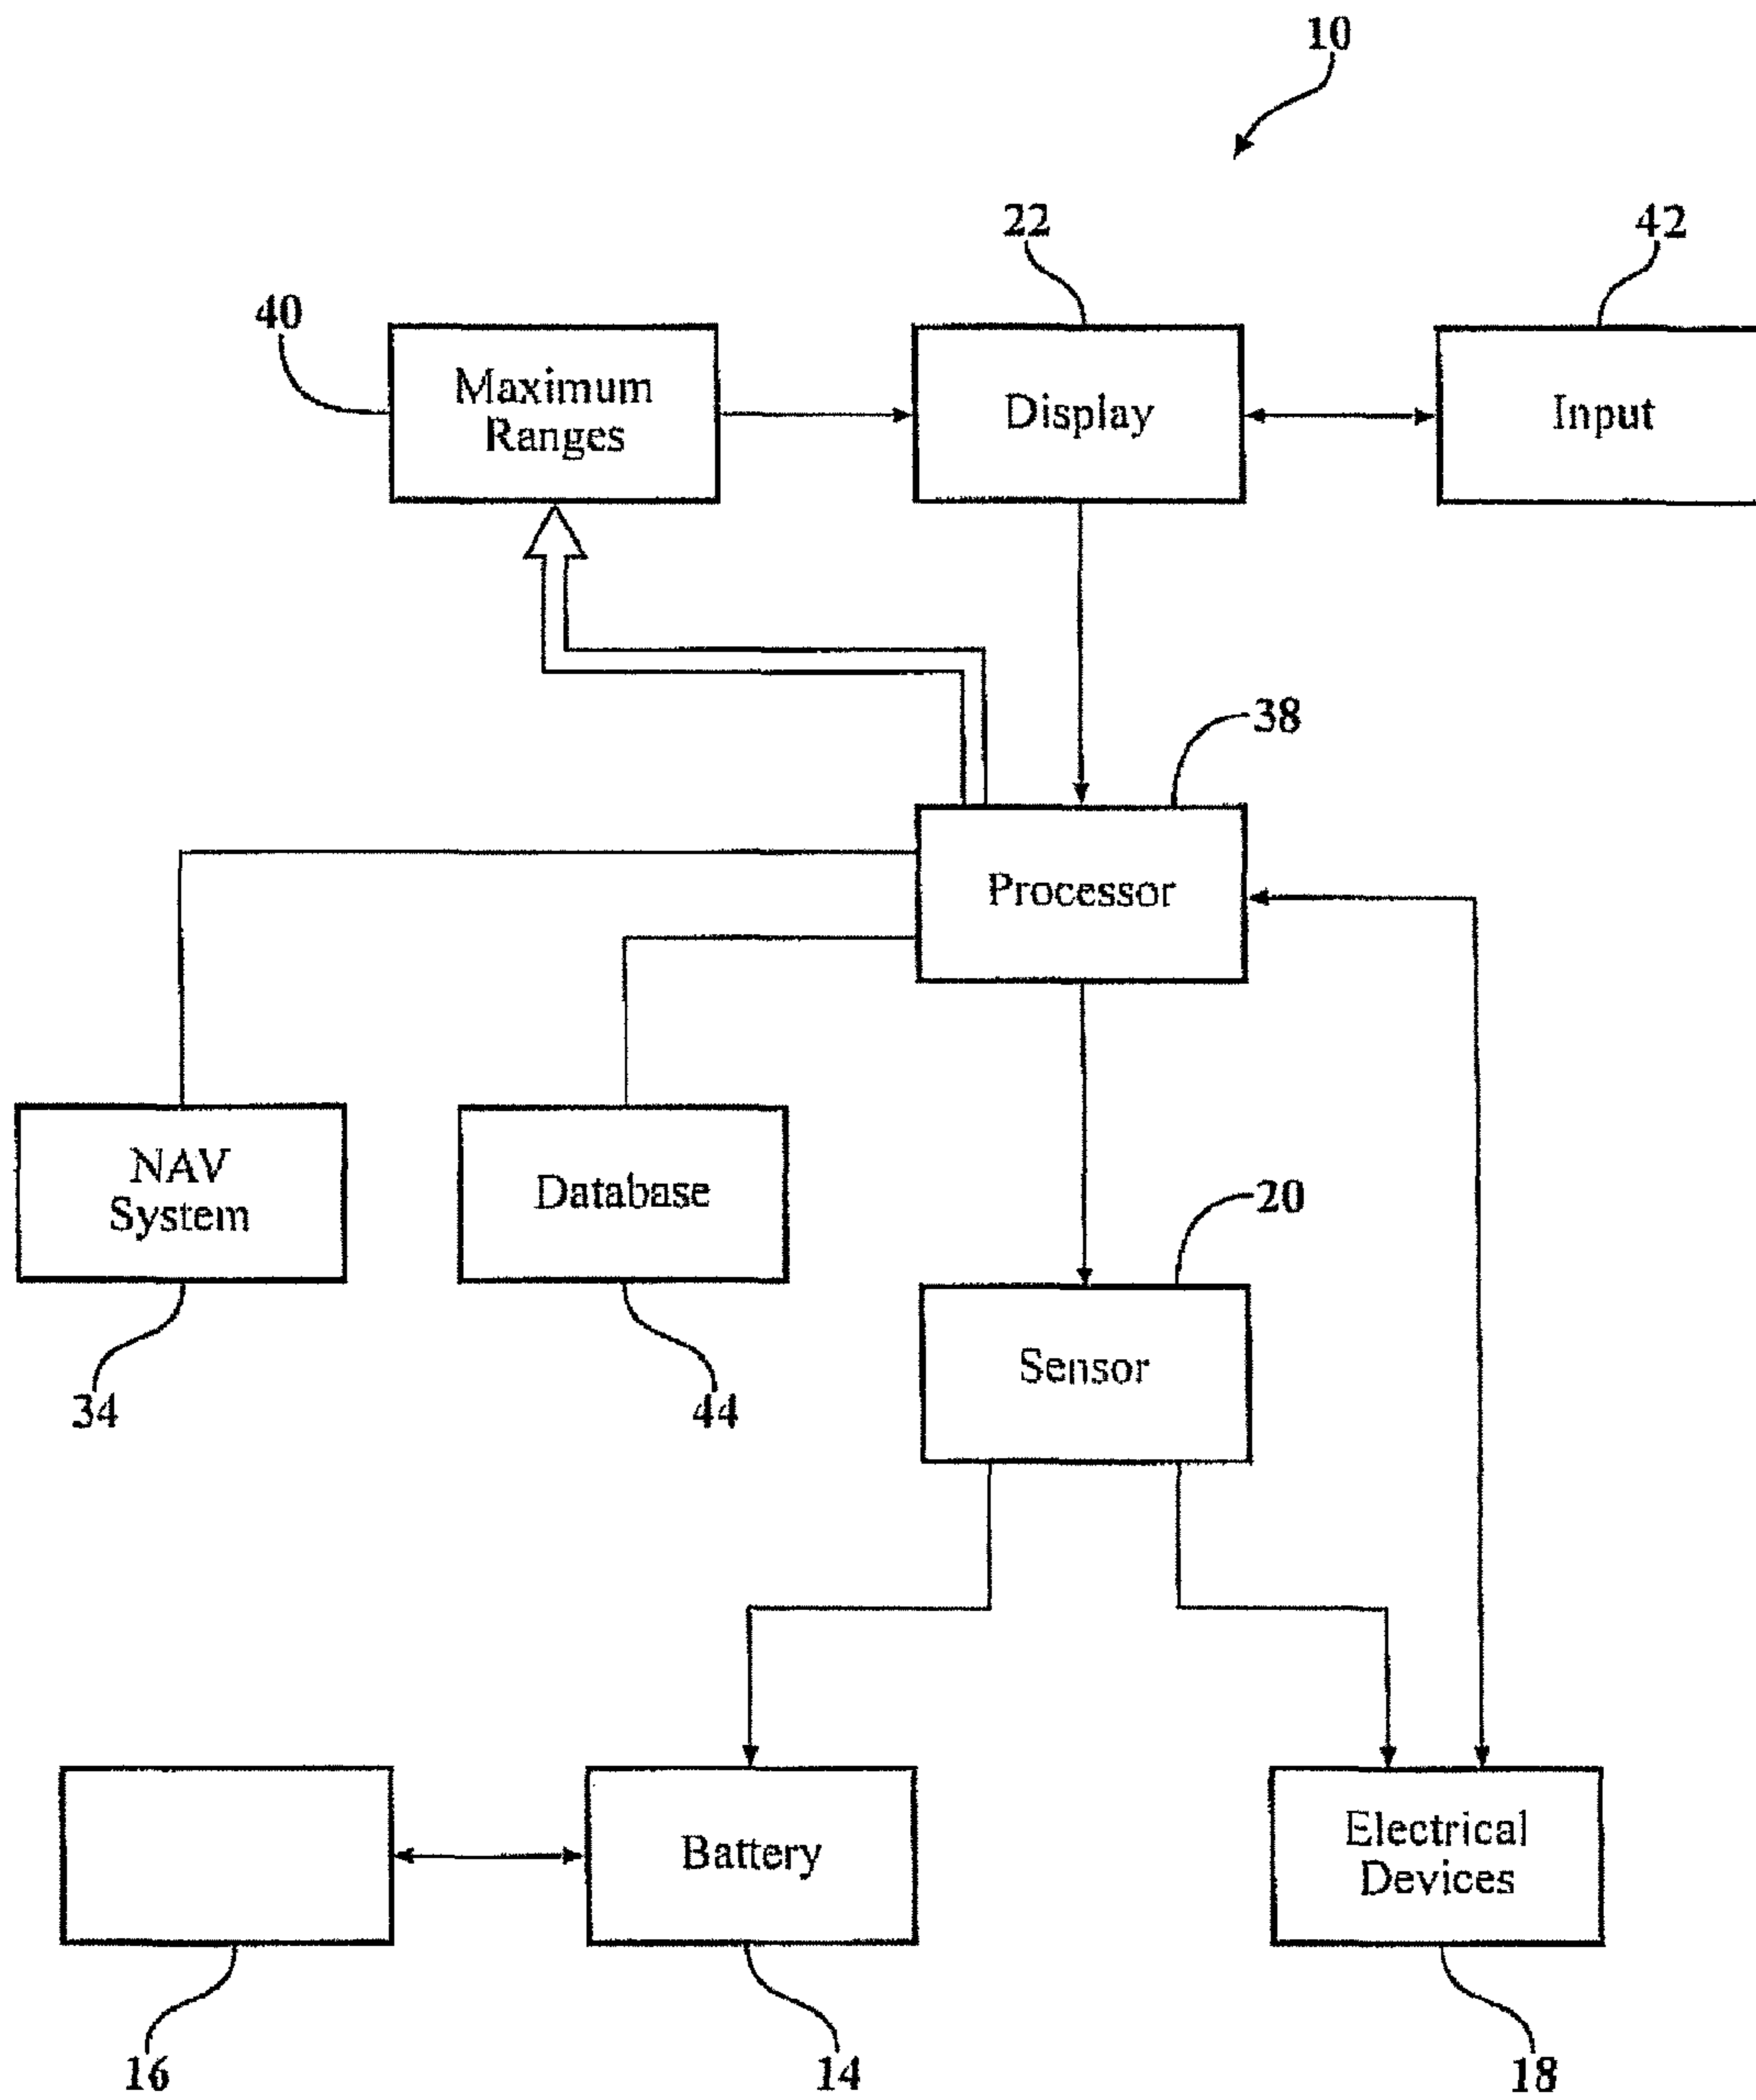 10
22
42
40
Maximum
Ranges
Display
Input
38
Processor
NAV
System
Database
20
34
44
Sensor
Battery
Electrical
Devices
16
14
18